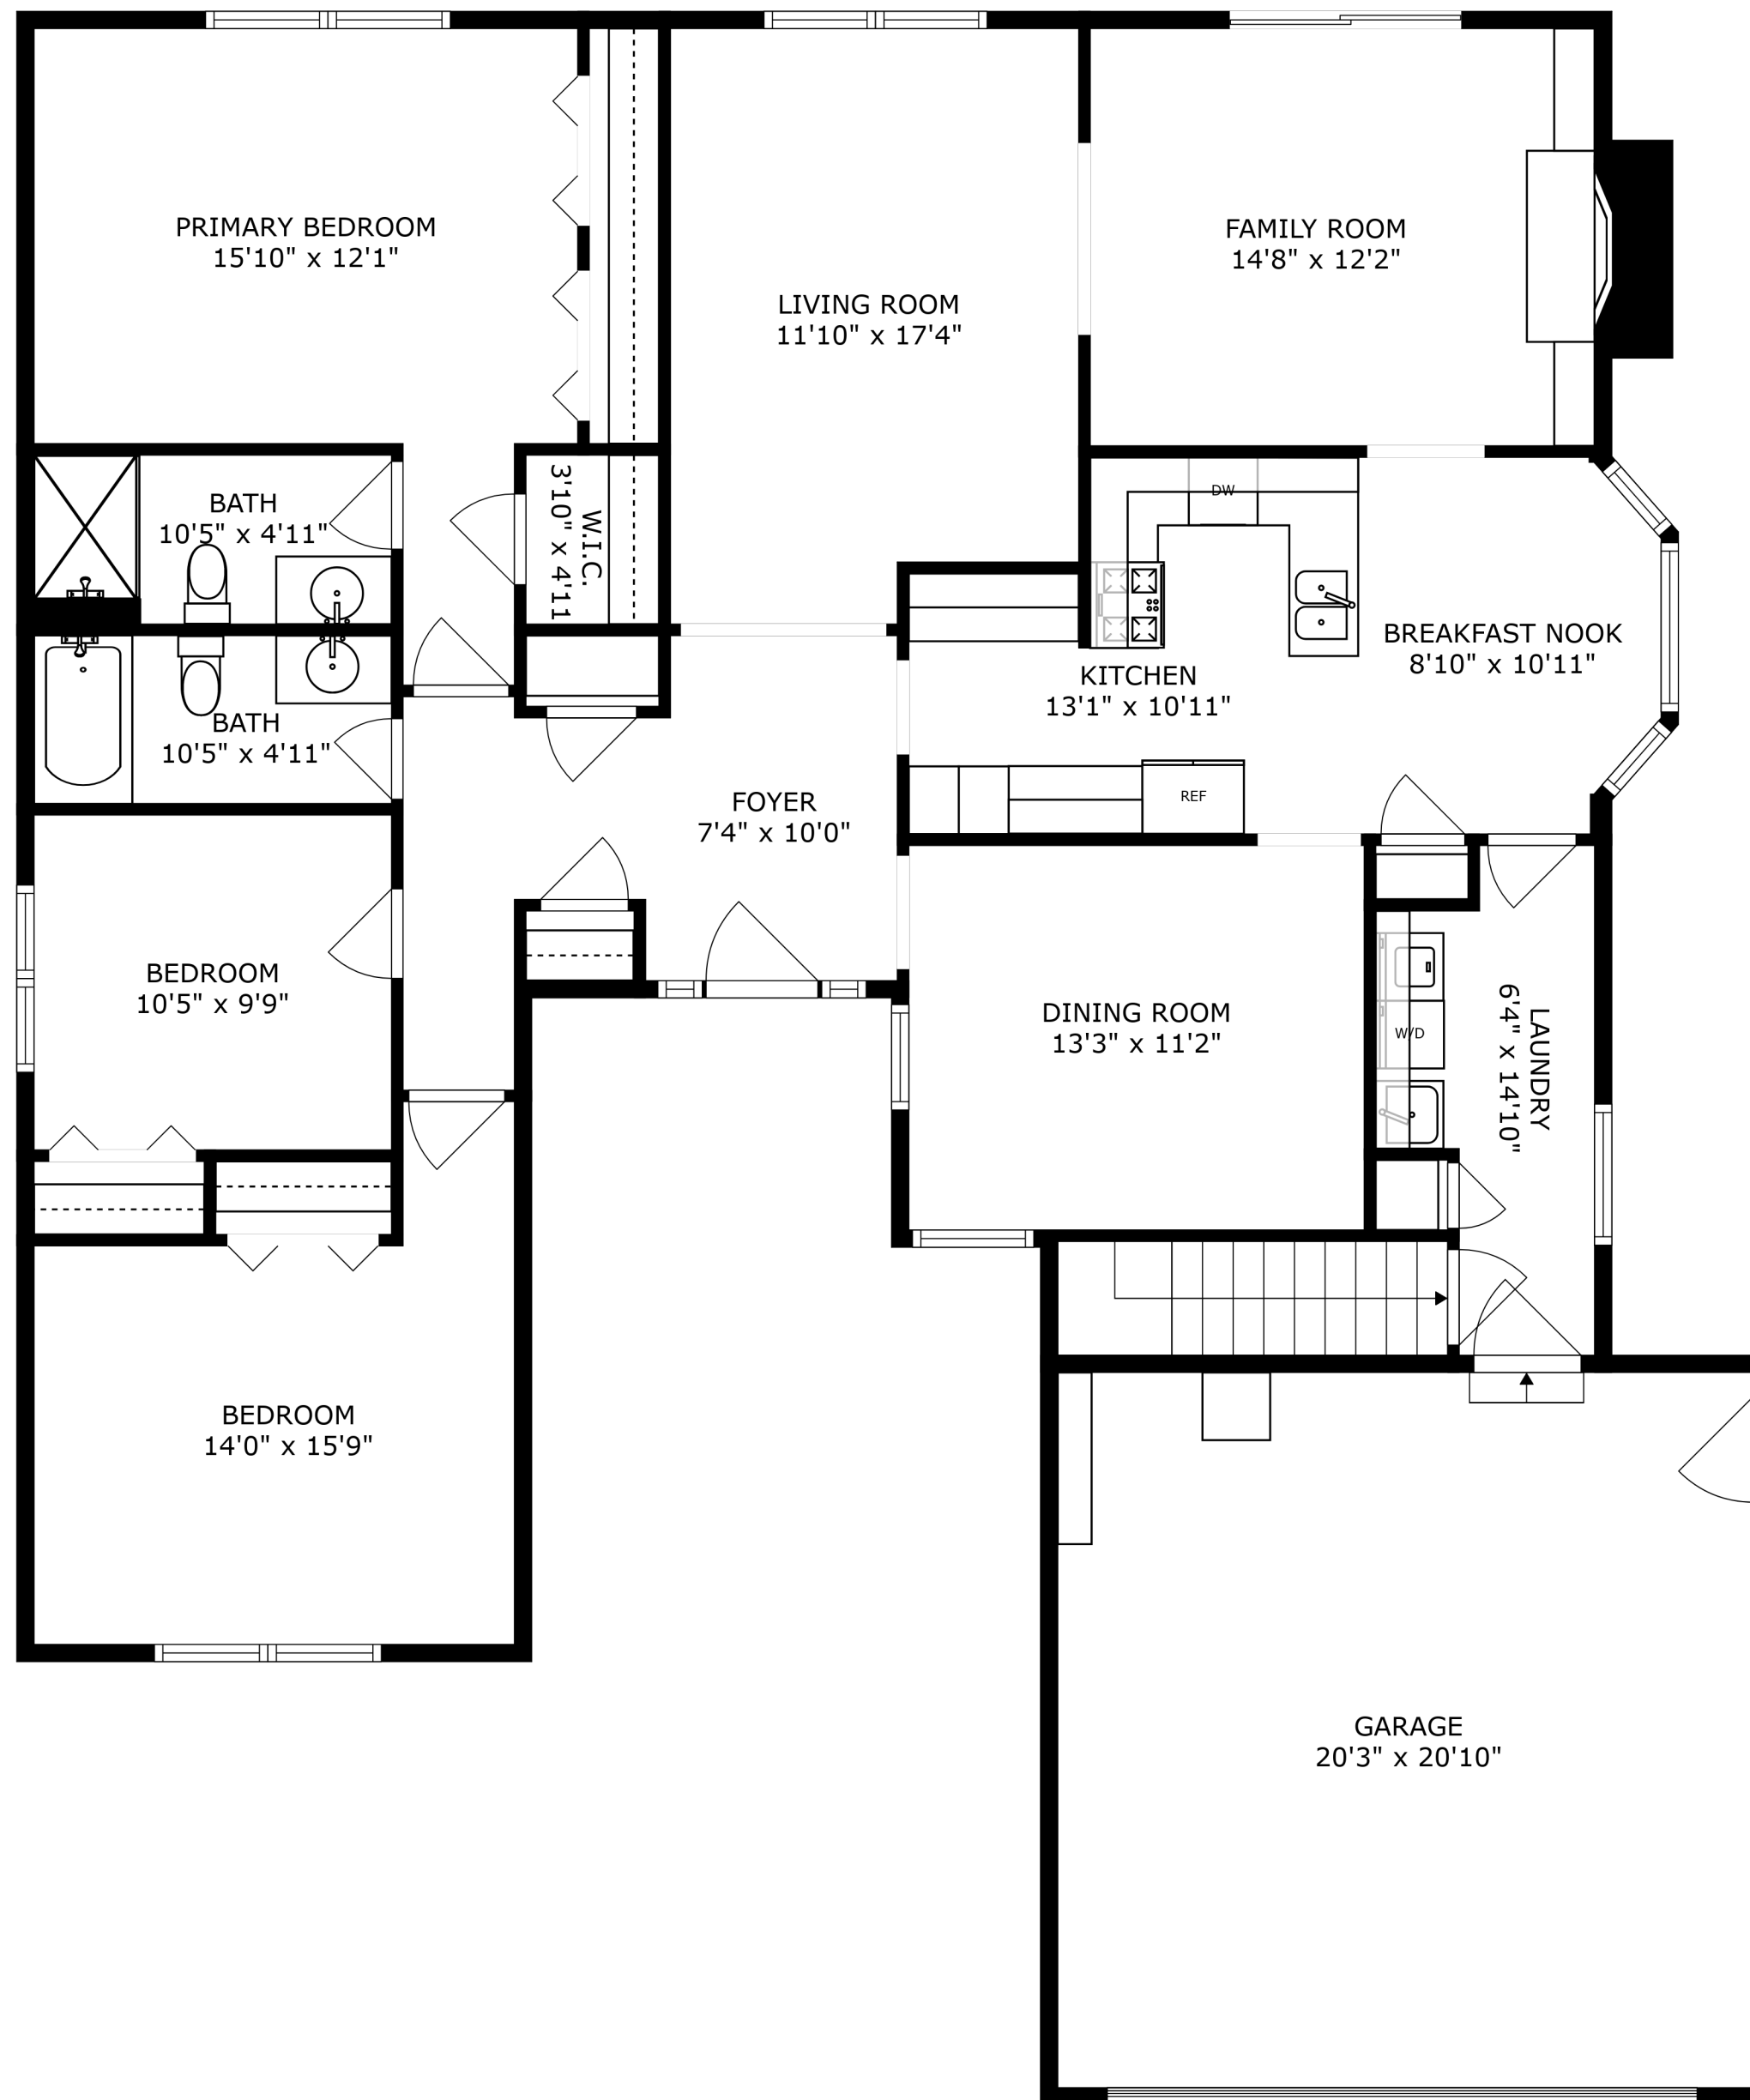 PRIMARY BEDROOM
15'10" x 12'1"
LIVING ROOM
11'10" x 17'4"
FAMILY ROOM
14'8" x 12'2"
BATH
10'5" x 4'11"
W.I.C.
3'10" x 4'11
DW
BATH
10'5" x 4'11"
KITCHEN
13'1" x 10'11"
BREAKFAST NOOK
8'10" x 10'11"
FOYER
7'4" x 10'0"
REF
BEDROOM
10'5" x 9'9"
DINING ROOM
13'3" x 11'2"
W/D
LAUNDRY
6'4" x 14'10"
BEDROOM
14'0" x 15'9"
GARAGE
20'3" x 20'10"